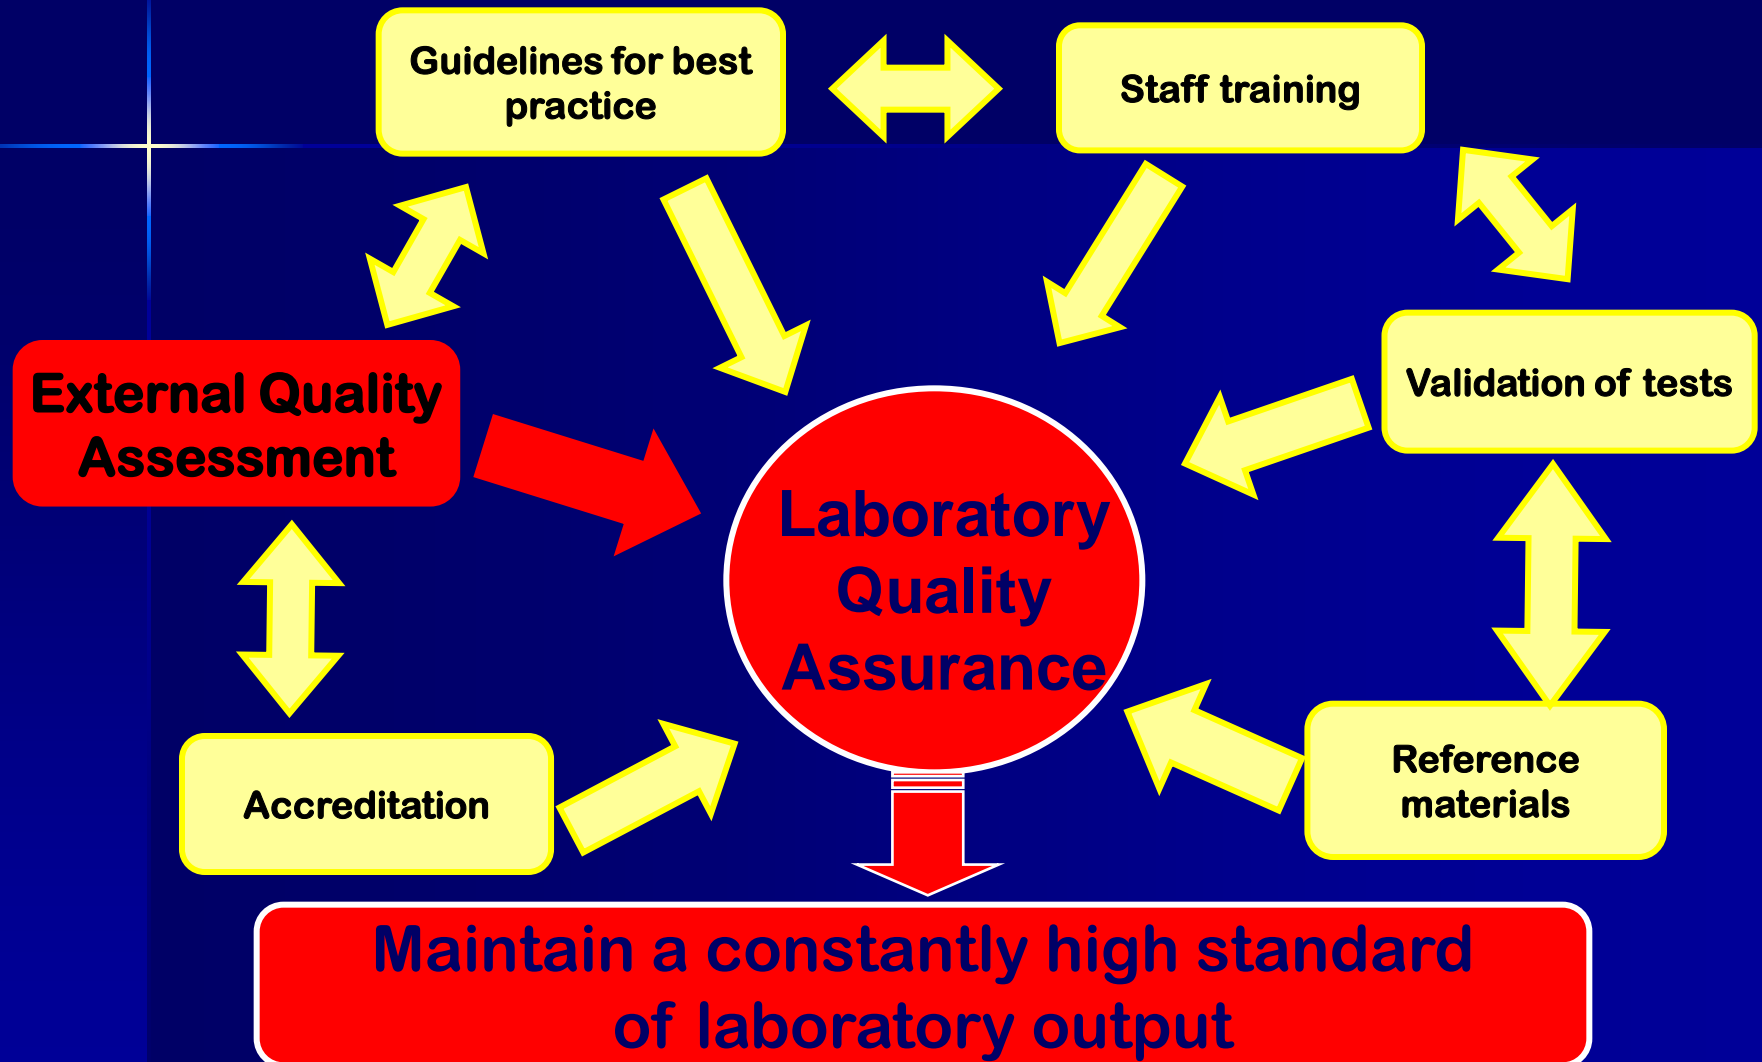 Guidelines for best
practice
Staff training
External Quality
Assessment
Validation of tests
Laboratory
Quality
Assurance
Accreditation
Reference
materials
Maintain a constantly high standard
of laboratory output